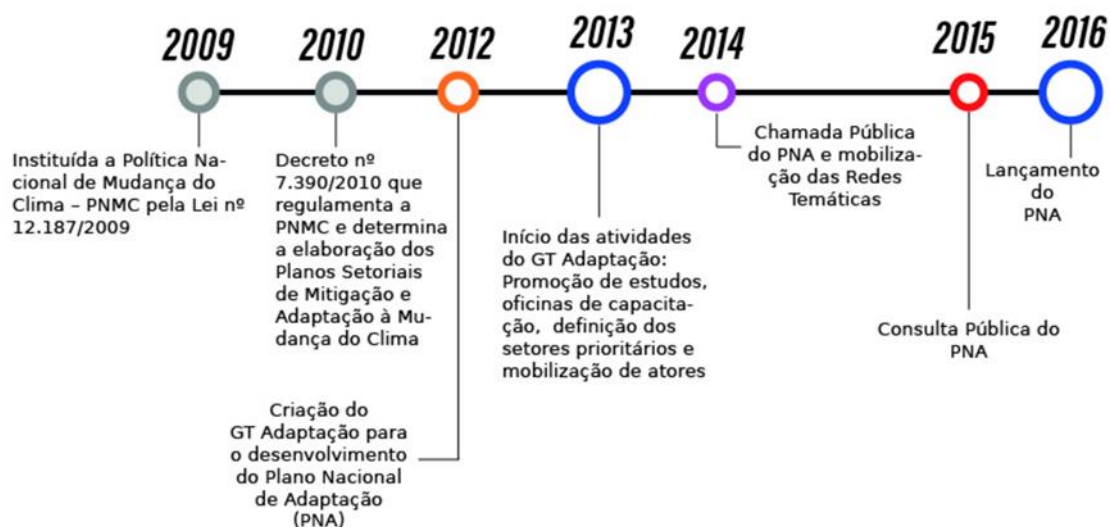 2009
2010
2012
2013
2014
2015
2016
Instituída a Política Na-
cional de Mudança do
Clima – PNMC pela Lei nº
12.187/2009
Decreto nº
7.390/2010 que
regulamenta a
PNMC e determina
a elaboração dos
Planos Setoriais
de Mitigação e
Adaptação à Mu-
dança do Clima
Criação do
GT Adaptação para
o desenvolvimento
do Plano Nacional
de Adaptação
(PNA)
Início das atividades
do GT Adaptação:
Promoção de estudos,
oficinas de capacita-
ção, definição dos
setores prioritários e
mobilização de atores
Chamada Pública
do PNA e mobiliza-
ção das Redes
Temáticas
Consulta Pública do
PNA
Lançamento
do
PNA